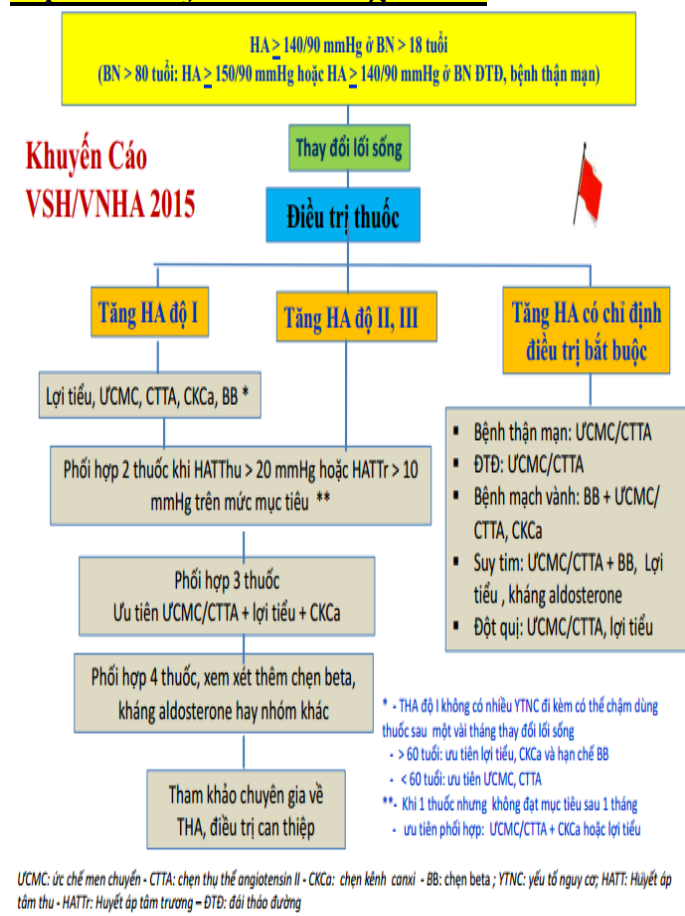 HA ≥ 140/90 mmHg ở BN > 18 tuổi
(BN > 80 tuổi: HA ≥ 150/90 mmHg hoặc HA ≥ 140/90 mmHg ở BN ĐTĐ, bệnh thận mạn)
Khuyến Cáo
VSH/VNHA 2015
Thay đổi lối sống
Điều trị thuốc
Tăng HA độ I
Tăng HA độ II, III
Tăng HA có chỉ định
điều trị bắt buộc
Lợi tiểu, ƯCMC, CTTA, CKCa, BB *
Phối hợp 2 thuốc khi HATThu > 20 mmHg hoặc HATTr > 10
mmHg trên mức mục tiêu **
Phối hợp 3 thuốc
Ưu tiên ƯCMC/CTTA + lợi tiểu + CKCa
Phối hợp 4 thuốc, xem xét thêm chẹn beta,
kháng aldosterone hay nhóm khác
Tham khảo chuyên gia về
THA, điều trị can thiệp
▪ Bệnh thận mạn: ƯCMC/CTTA
▪ ĐTĐ: ƯCMC/CTTA
▪ Bệnh mạch vành: BB + ƯCMC/
CTTA, CKCa
▪ Suy tim: ƯCMC/CTTA + BB, Lợi
tiểu , kháng aldosterone
▪ Đột quị: ƯCMC/CTTA, lợi tiểu
* - THA độ I không có nhiều YTNC đi kèm có thể chậm dùng
thuốc sau một vài tháng thay đổi lối sống
- > 60 tuổi: ưu tiên lợi tiểu, CKCa và hạn chế BB
- < 60 tuổi: ưu tiên ƯCMC, CTTA
**- Khi 1 thuốc nhưng không đạt mục tiêu sau 1 tháng
- ưu tiên phối hợp: ƯCMC/CTTA + CKCa hoặc lợi tiểu
ƯCMC: ức chế men chuyển - CTTA: chẹn thụ thể angiotensin II - CKCa: chẹn kênh canxi - BB: chẹn beta ; YTNC: yếu tố nguy cơ; HATT: Huyết áp
tâm thu - HATTr: Huyết áp tâm trương – ĐTĐ: đái tháo đường